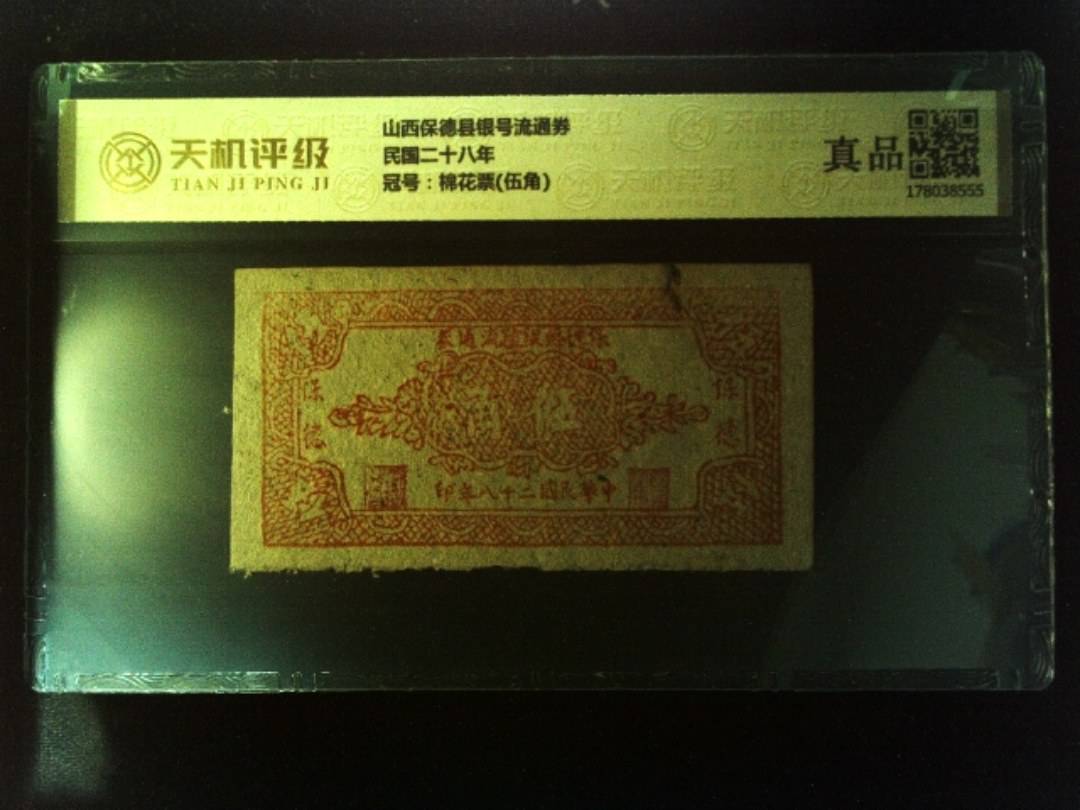 天机评级
TIAN JI PING JI
山西保德县银号流通券
民国二十八年
冠号：棉花票(伍角)
真品
178038555
伍
保德
保德
中華民國二十八年印